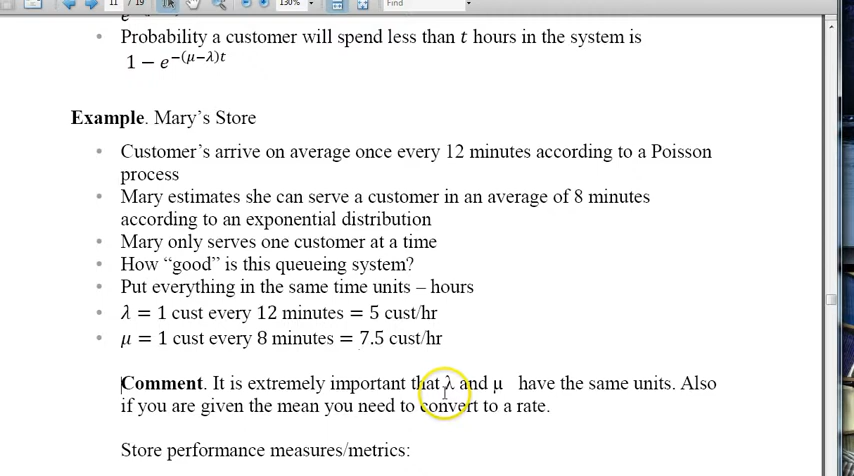 11 / 19 130% Find
• Probability a customer will spend less than t hours in the system is
1 − e^−(μ−λ)t
Example. Mary's Store
• Customer's arrive on average once every 12 minutes according to a Poisson
process
• Mary estimates she can serve a customer in an average of 8 minutes
according to an exponential distribution
• Mary only serves one customer at a time
• How “good” is this queueing system?
• Put everything in the same time units – hours
• λ = 1 cust every 12 minutes = 5 cust/hr
• μ = 1 cust every 8 minutes = 7.5 cust/hr
Comment. It is extremely important that λ and μ have the same units. Also
if you are given the mean you need to convert to a rate.
Store performance measures/metrics: